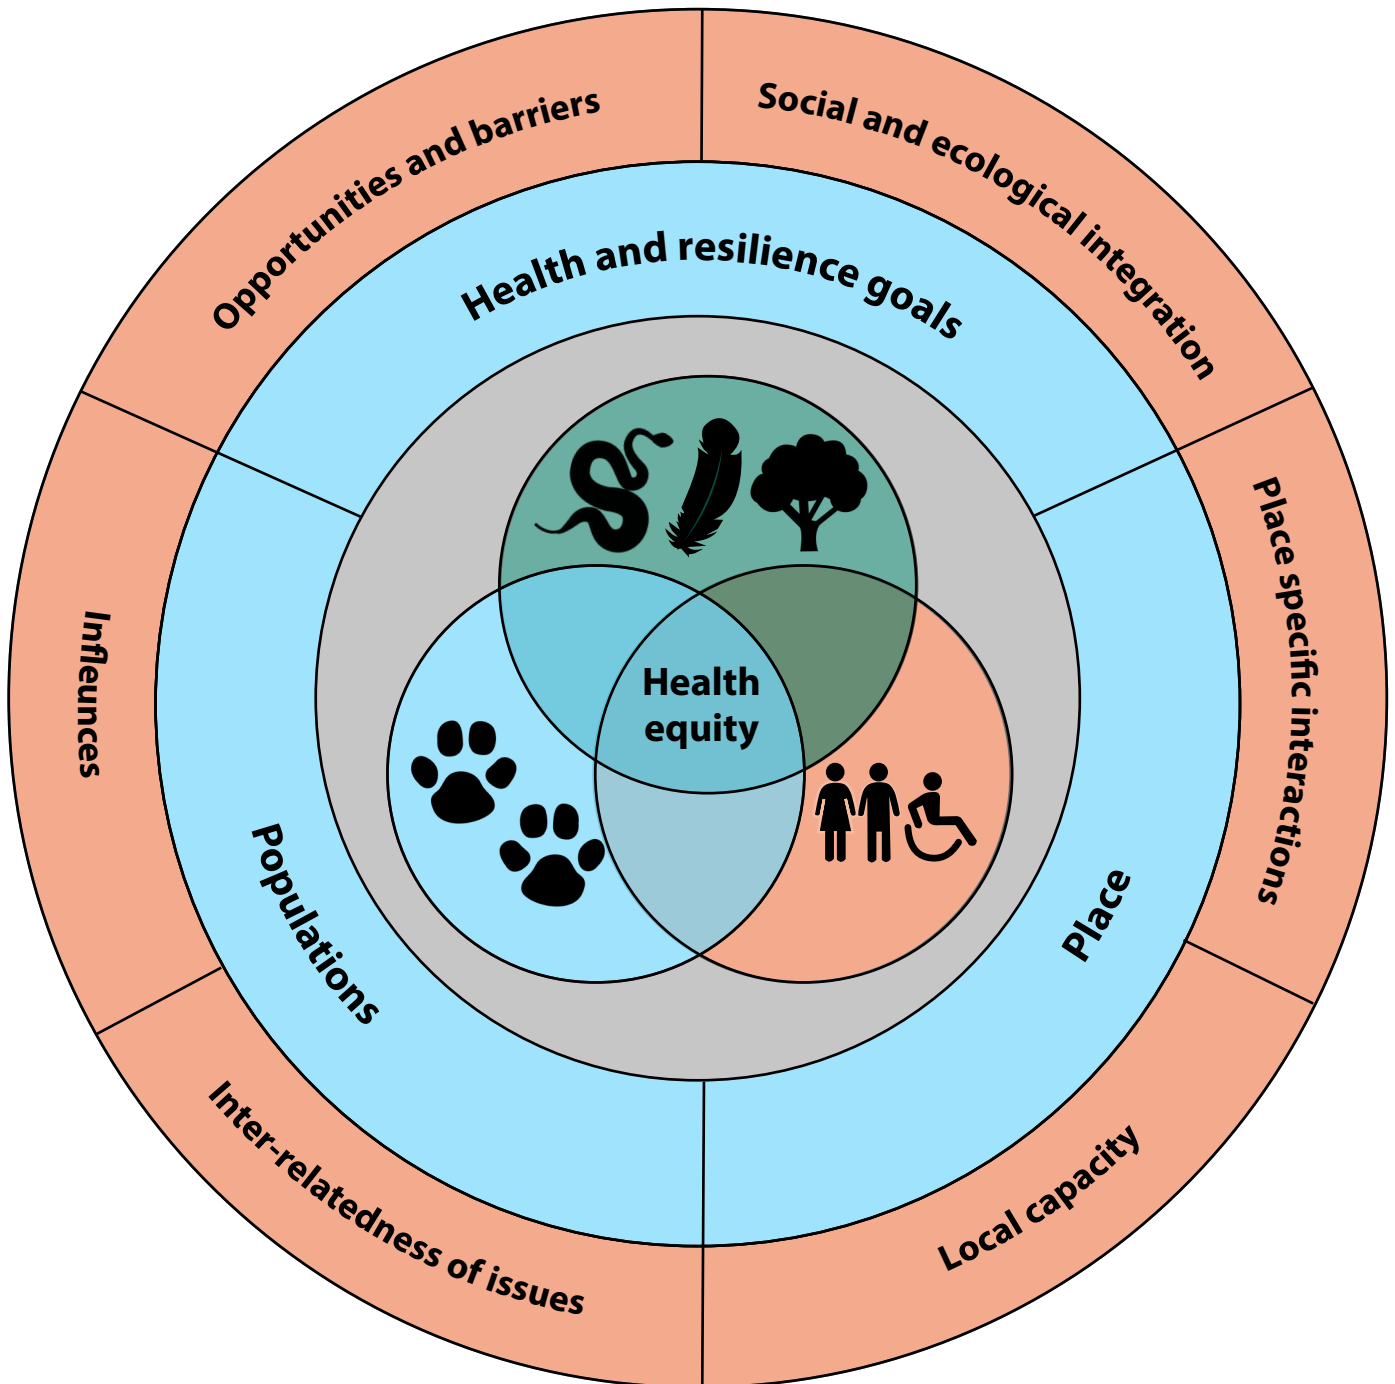 Opportunities and barriers
Social and ecological integration
Health and resilience goals
Place specific interactions
Infleunces
Health
equity
Populations
Place
Inter-relatedness of issues
Local capacity